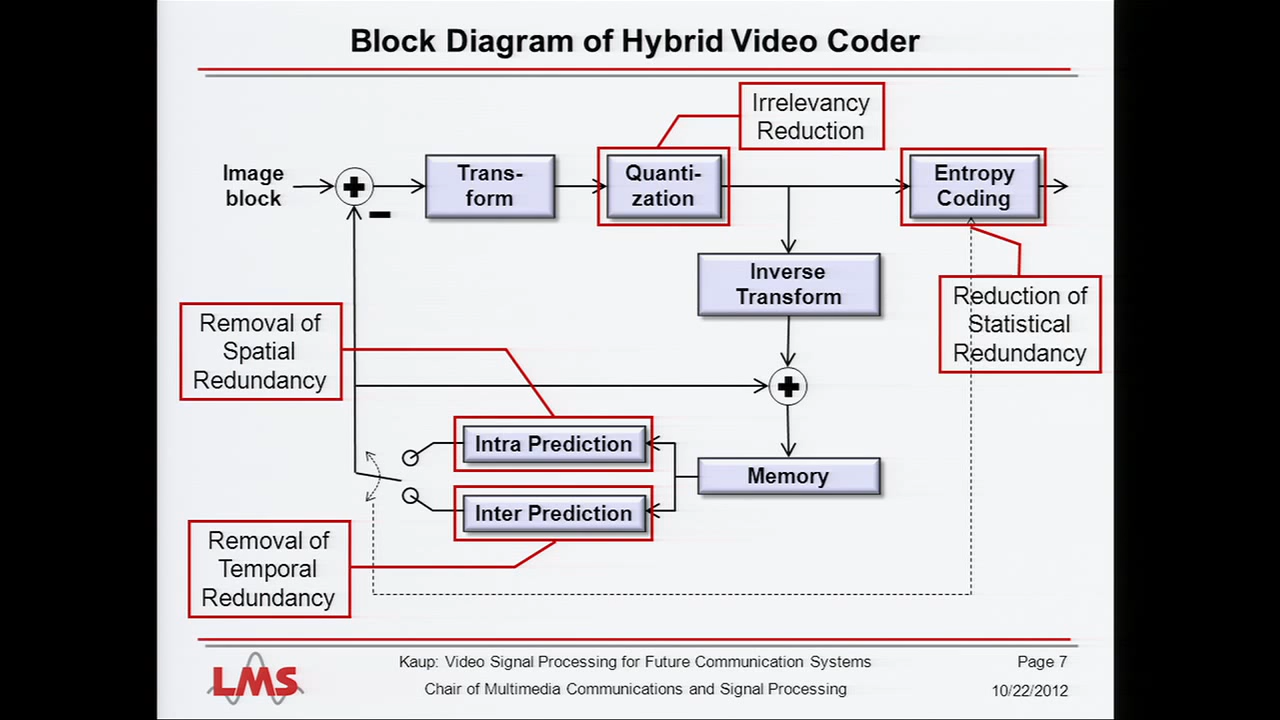 Block Diagram of Hybrid Video Coder
Irrelevancy
Reduction
Image
block
Trans-
form
Quanti-
zation
Entropy
Coding
Inverse
Transform
Reduction of
Statistical
Redundancy
Removal of
Spatial
Redundancy
Intra Prediction
Memory
Inter Prediction
Removal of
Temporal
Redundancy
LMS
Kaup: Video Signal Processing for Future Communication Systems
Page 7
Chair of Multimedia Communications and Signal Processing
10/22/2012